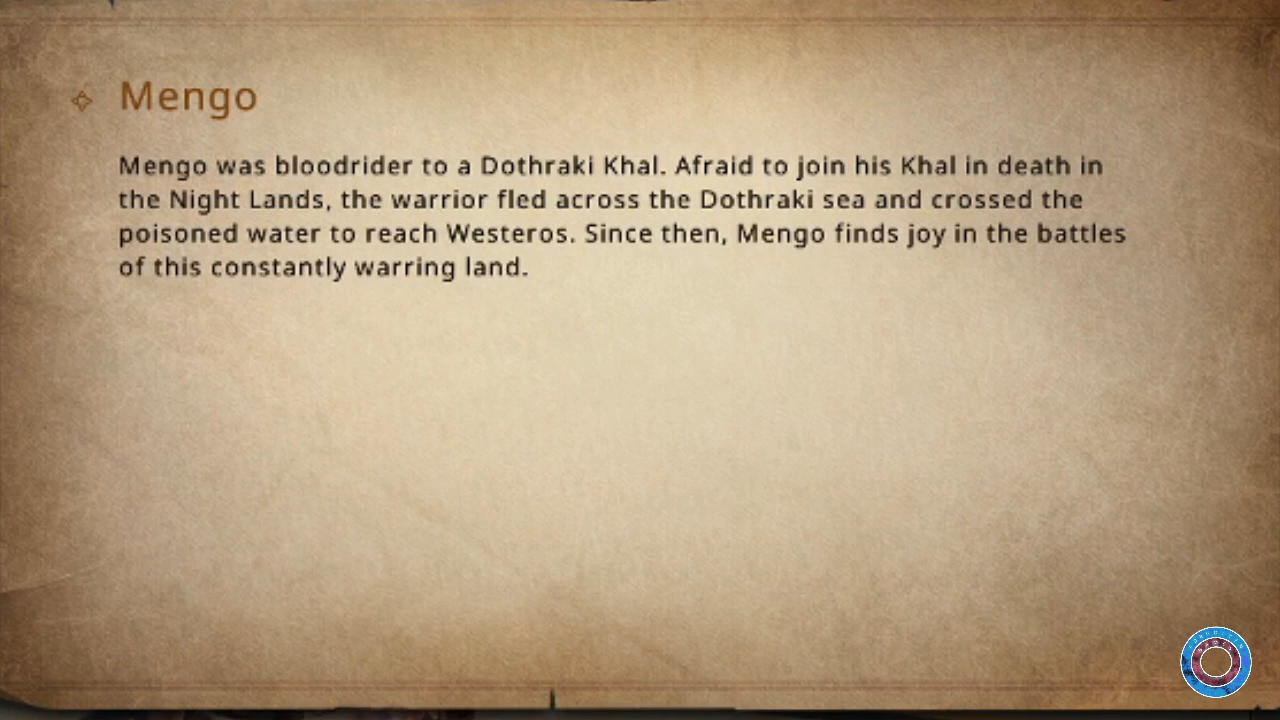 Mengo
Mengo was bloodrider to a Dothraki Khal. Afraid to join his Khal in death in
the Night Lands, the warrior fled across the Dothraki sea and crossed the
poisoned water to reach Westeros. Since then, Mengo finds joy in the battles
of this constantly warring land.